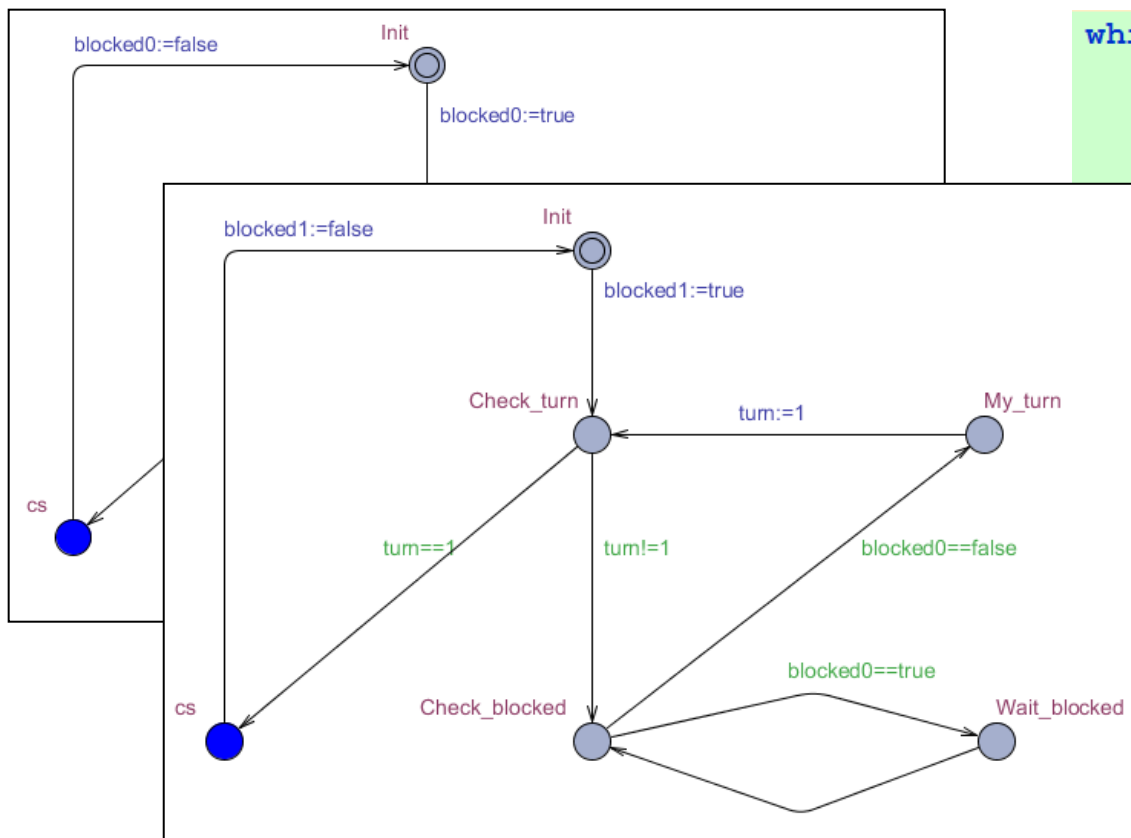 Init
blocked0:=false
whi
blocked0:=true
Init
blocked1:=false
blocked1:=true
Check_turn
My_turn
turn:=1
cs
turn==1
turn!=1
blocked0==false
blocked0==true
cs
Check_blocked
Wait_blocked